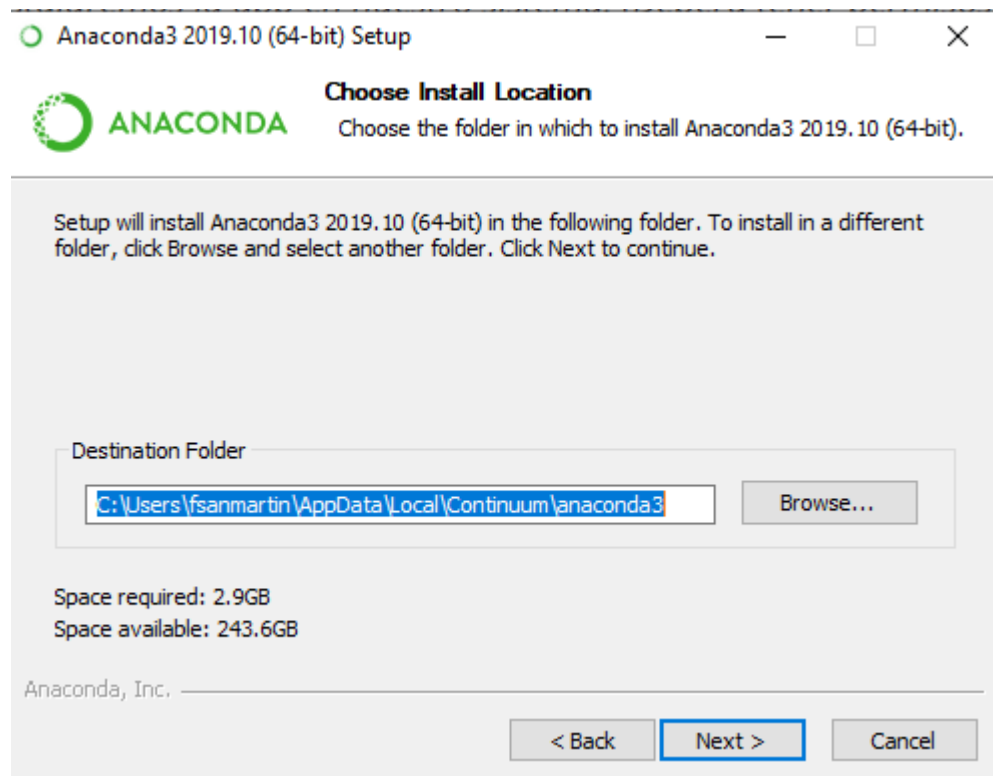 Anaconda3 2019.10 (64-bit) Setup
Choose Install Location
ANACONDA
Choose the folder in which to install Anaconda3 2019.10 (64-bit).
Setup will install Anaconda3 2019.10 (64-bit) in the following folder. To install in a different
folder, click Browse and select another folder. Click Next to continue.
Destination Folder
C:\Users\fsanmartin\AppData\Local\Continuum\anaconda3
Browse...
Space required: 2.9GB
Space available: 243.6GB
Anaconda, Inc.
< Back
Next >
Cancel